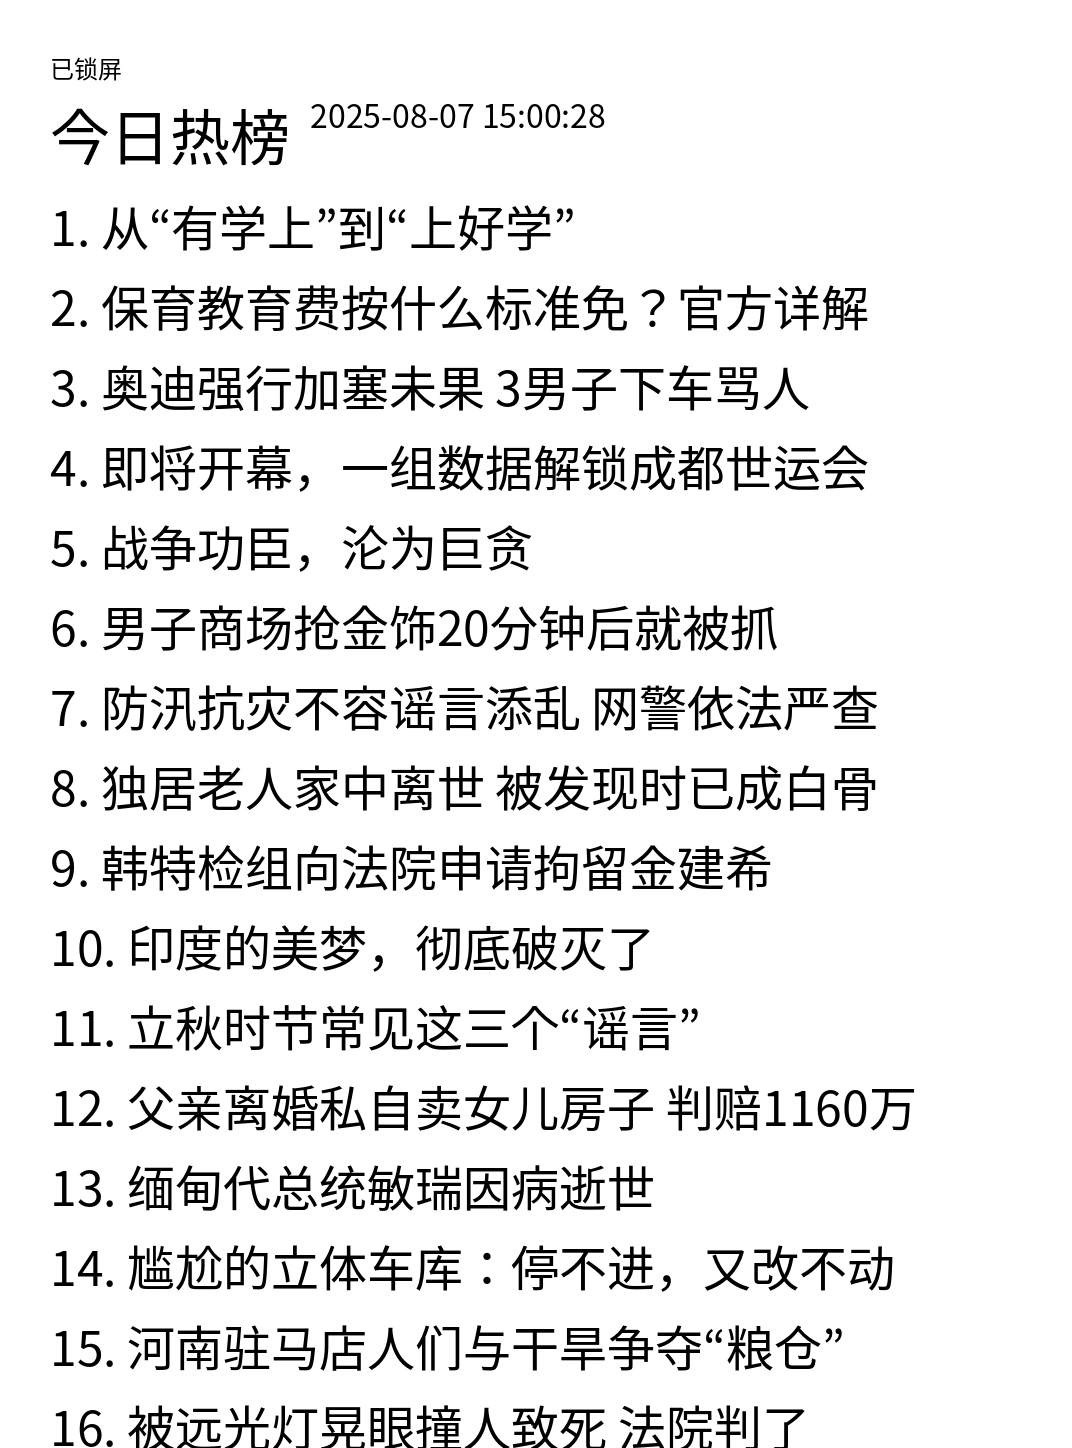 已锁屏
今日热榜 2025-08-07 15:00:28
1. 从“有学上”到“上好学”
2. 保育教育费按什么标准免？官方详解
3. 奥迪强行加塞未果 3男子下车骂人
4. 即将开幕，一组数据解锁成都世运会
5. 战争功臣，沦为巨贪
6. 男子商场抢金饰20分钟后就被抓
7. 防汛抗灾不容谣言添乱 网警依法严查
8. 独居老人家中离世 被发现时已成白骨
9. 韩特检组向法院申请拘留金建希
10. 印度的美梦，彻底破灭了
11. 立秋时节常见这三个“谣言”
12. 父亲离婚私自卖女儿房子 判赔1160万
13. 缅甸代总统敏瑞因病逝世
14. 尴尬的立体车库：停不进，又改不动
15. 河南驻马店人们与干旱争夺“粮仓”
16. 被远光灯晃眼撞人致死 法院判了